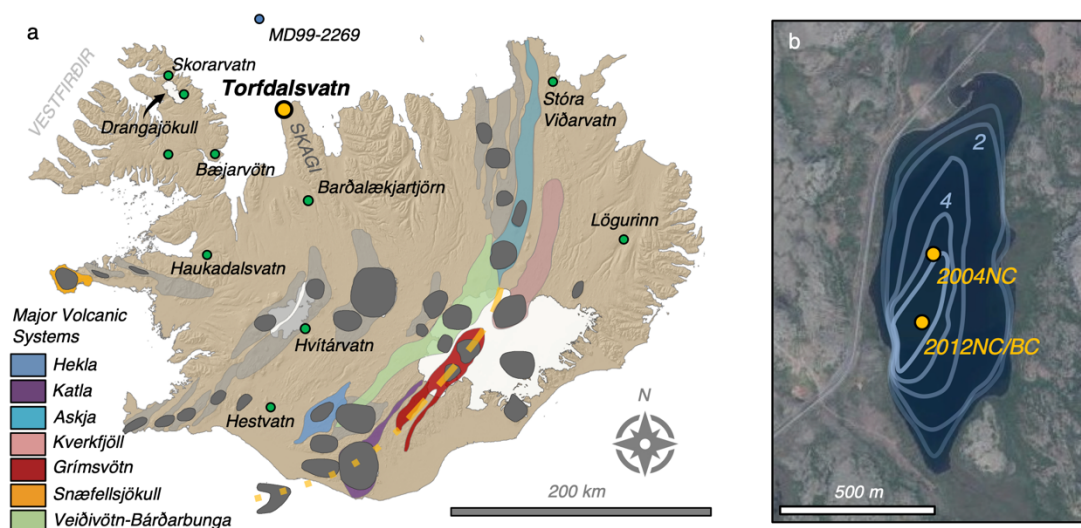 a
MD99-2269
Skorarvatn
Torfdalsvatn
VESTFIRÐIR
Drangajökull
SKAGI
Stóra
Viðarvatn
Bæjarvötn
Barðalækjartjörn
Lögurinn
Haukadalsvatn
Major Volcanic
Systems
Hvítárvatn
Hekla
Katla
Hestvatn
Askja
N
Kverkfjöll
Grímsvötn
Snæfellsjökull
200 km
Veiðivötn-Bárðarbunga
b
2
4
2004NC
2012NC/BC
500 m